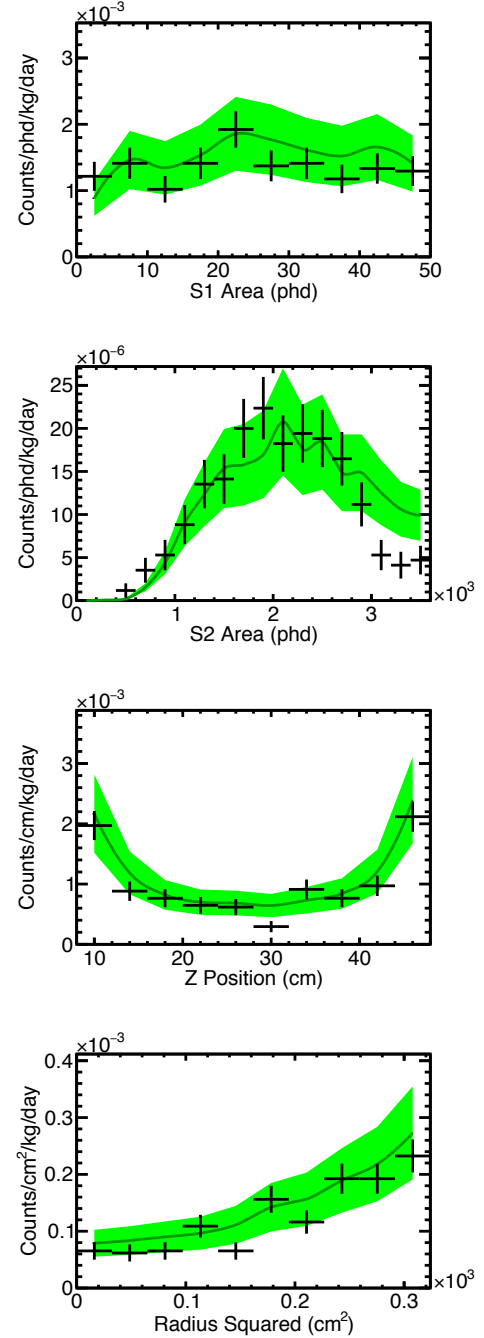 ×10⁻³
Counts/phd/kg/day
3
2
1
0
0 10 20 30 40 50
S1 Area (phd)
×10⁻⁶
Counts/phd/kg/day
25
20
15
10
5
0
1 2 3
×10³
S2 Area (phd)
×10⁻³
Counts/cm/kg/day
3
2
1
0
10 20 30 40
Z Position (cm)
×10⁻³
Counts/cm²/kg/day
0.4
0.3
0.2
0.1
0
0 0.1 0.2 0.3
×10³
Radius Squared (cm²)